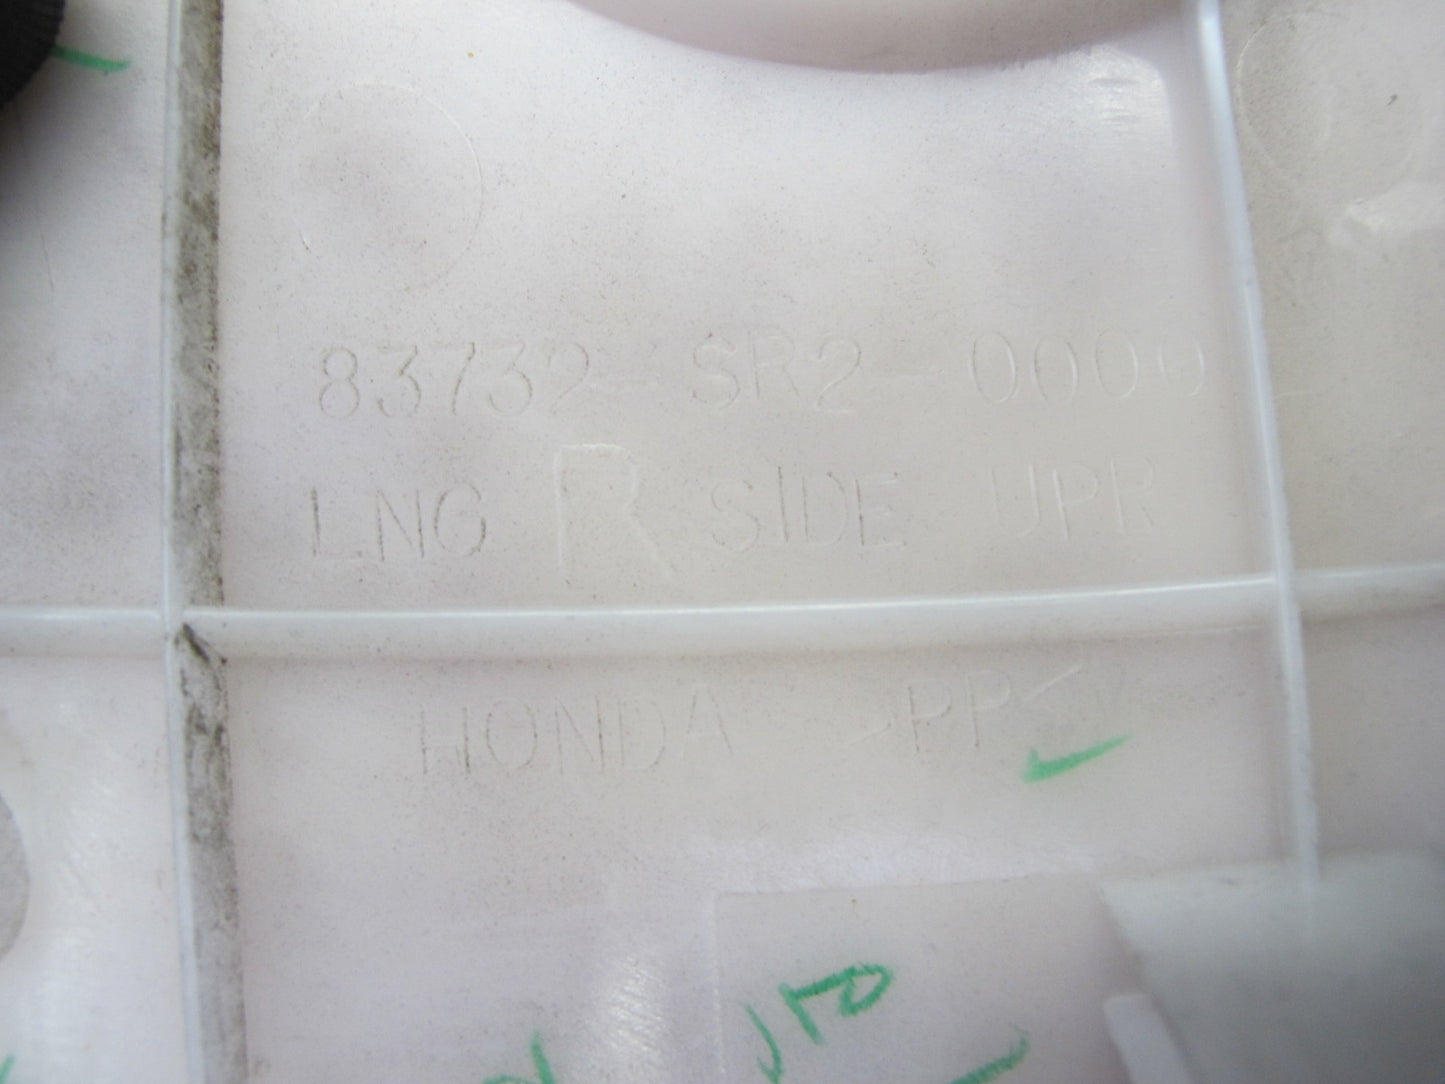 83732-SR2-0000
LNG R SIDE UPR
HONDA >PP<